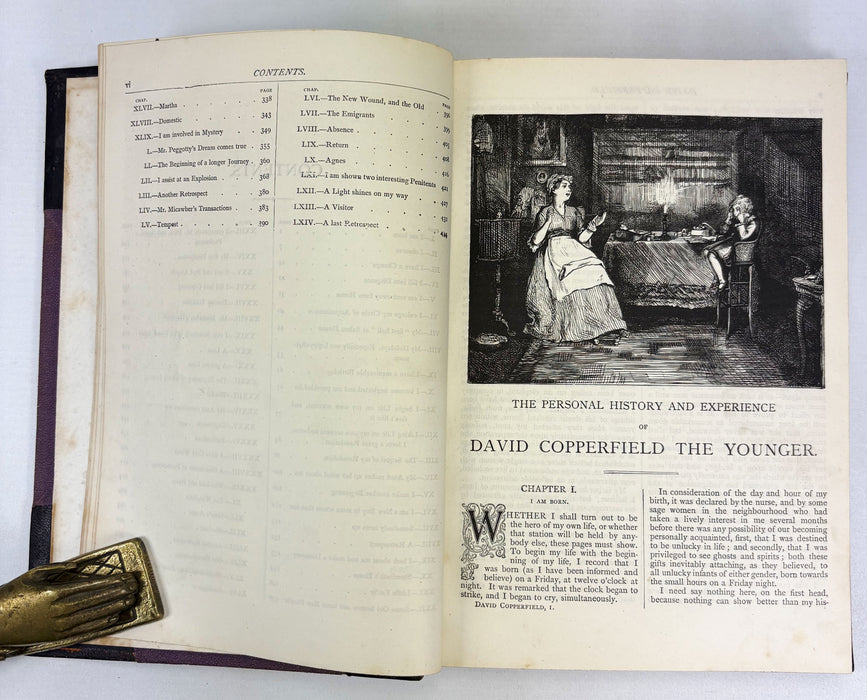 vi
CONTENTS.
CHAP. PAGE
XLVII.—Martha . . . . . 338
XLVIII.—Domestic . . . . . 343
XLIX.—I am involved in Mystery . . 349
L.—Mr. Peggotty's Dream comes true . 355
LI.—The Beginning of a longer Journey . 360
LII.—I assist at an Explosion . . . 368
LIII.—Another Retrospect . . . . 380
LIV.—Mr. Micawber's Transactions . . 383
LV.—Tempest . . . . . 390
CHAP. PAGE
LVI.—The New Wound, and the Old
LVII.—The Emigrants . . . . 399
LVIII.—Absence . . . . .
LIX.—Return . . . . . 403
LX.—Agnes . . . . . 408
LXI.—I am shown two interesting Penitents 421
LXII.—A Light shines on my way . . 427
LXIII.—A Visitor . . . . . 431
LXIV.—A last Retrospect . . . . 434
THE PERSONAL HISTORY AND EXPERIENCE
OF
DAVID COPPERFIELD THE YOUNGER.
CHAPTER I.
I AM BORN.
WHETHER I shall turn out to be
the hero of my own life, or whether
that station will be held by any-
body else, these pages must show.
To begin my life with the begin-
ning of my life, I record that I
was born (as I have been informed and
believe) on a Friday, at twelve o'clock at
night. It was remarked that the clock began to
strike, and I began to cry, simultaneously.
DAVID COPPERFIELD, 1.
In consideration of the day and hour of my
birth, it was declared by the nurse, and by some
sage women in the neighbourhood who had
taken a lively interest in me several months
before there was any possibility of our becoming
personally acquainted, first, that I was destined
to be unlucky in life; and secondly, that I was
privileged to see ghosts and spirits; both these
gifts inevitably attaching, as they believed, to
all unlucky infants of either gender, born towards
the small hours on a Friday night.
I need say nothing here, on the first head,
because nothing can show better than my his-